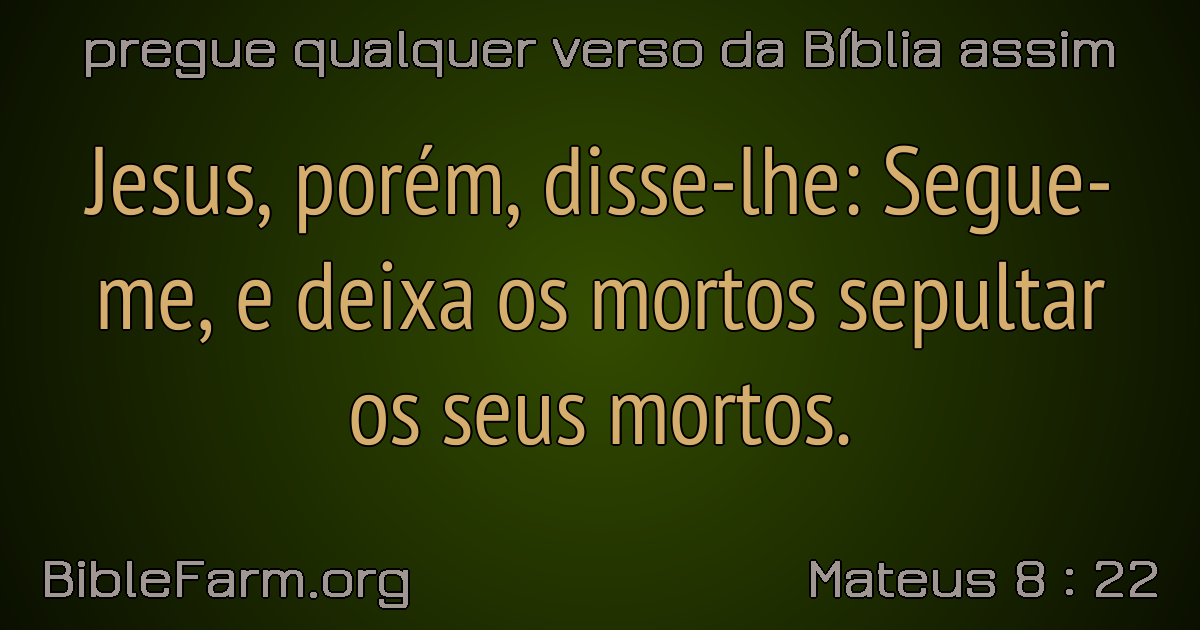 pregue qualquer verso da Bíblia assim
Jesus, porém, disse-lhe: Segue-
me, e deixa os mortos sepultar
os seus mortos.
BibleFarm.org
Mateus 8 : 22